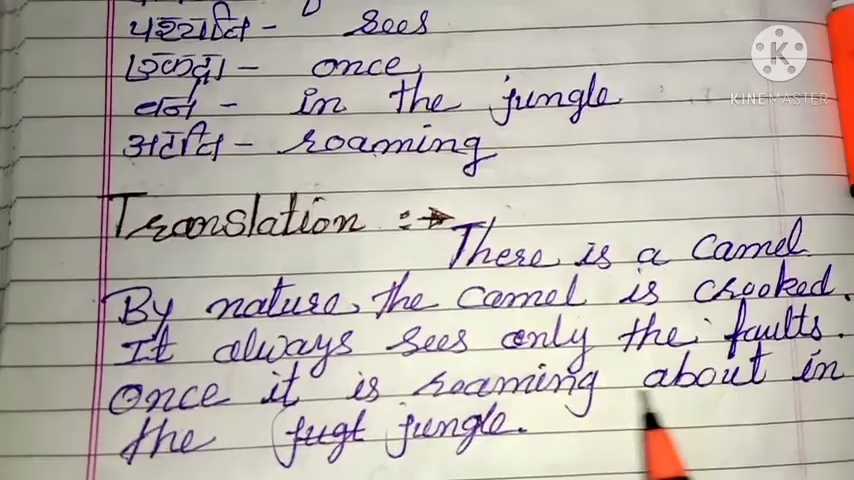 पश्यति - sees
एकदा - once
वने - in the jungle
अटति - roaming
Translation :→
There is a camel
By nature, the camel is crooked.
It always sees only the faults.
Once it is roaming about in
the jungle.
K
KINEMASTER